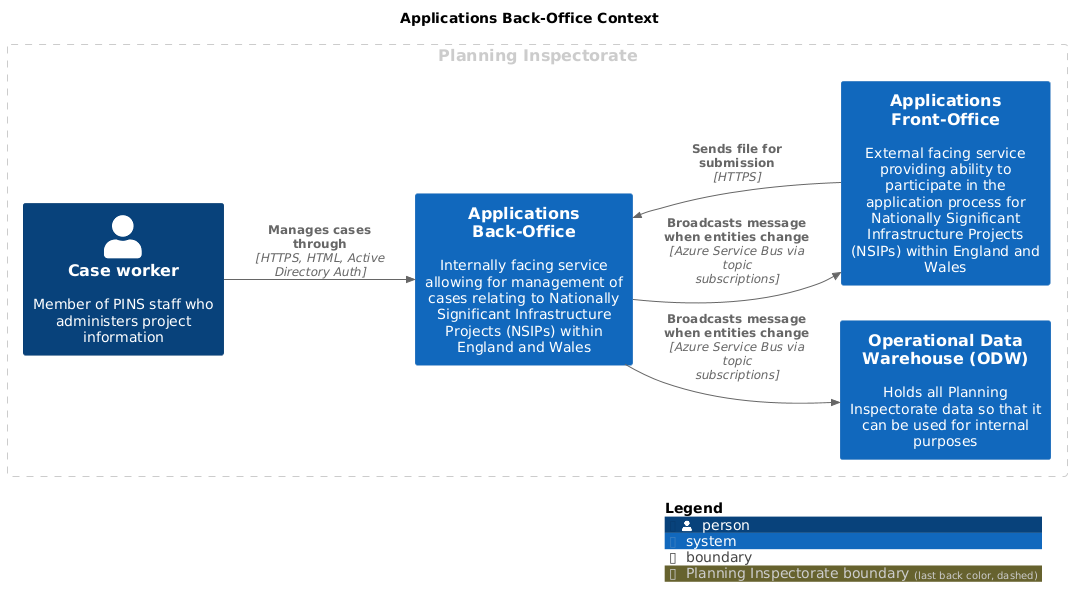 Applications Back-Office Context
Planning Inspectorate
Case worker
Member of PINS staff who
administers project
information
Manages cases
through
[HTTPS, HTML, Active
Directory Auth]
Applications
Back-Office
Internally facing service
allowing for management of
cases relating to Nationally
Significant Infrastructure
Projects (NSIPs) within
England and Wales
Sends file for
submission
[HTTPS]
Broadcasts message
when entities change
[Azure Service Bus via
topic
subscriptions]
Broadcasts message
when entities change
[Azure Service Bus via
topic
subscriptions]
Applications
Front-Office
External facing service
providing ability to
participate in the
application process for
Nationally Significant
Infrastructure Projects
(NSIPs) within England and
Wales
Operational Data
Warehouse (ODW)
Holds all Planning
Inspectorate data so that it
can be used for internal
purposes
Legend
person
system
boundary
Planning Inspectorate boundary (last back color, dashed)